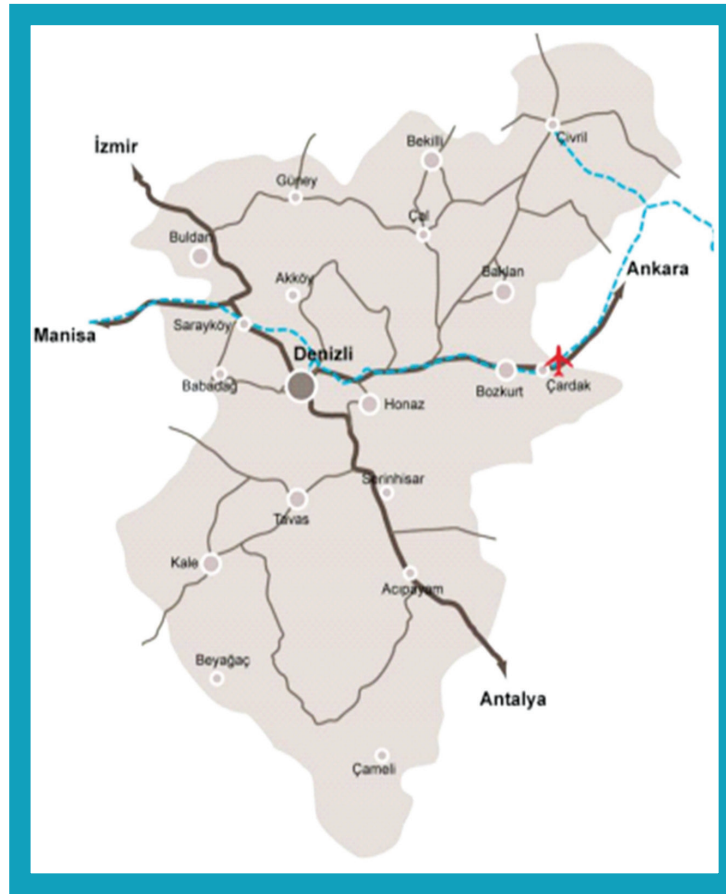 Çivril
Bekilli
İzmir
Güney
Çal
Buldan
Baklan
Ankara
Akköy
Manisa
Sarayköy
Denizli
Babadağ
Bozkurt
Çardak
Honaz
Serinhisar
Tavas
Kale
Acıpayam
Beyağaç
Antalya
Çameli